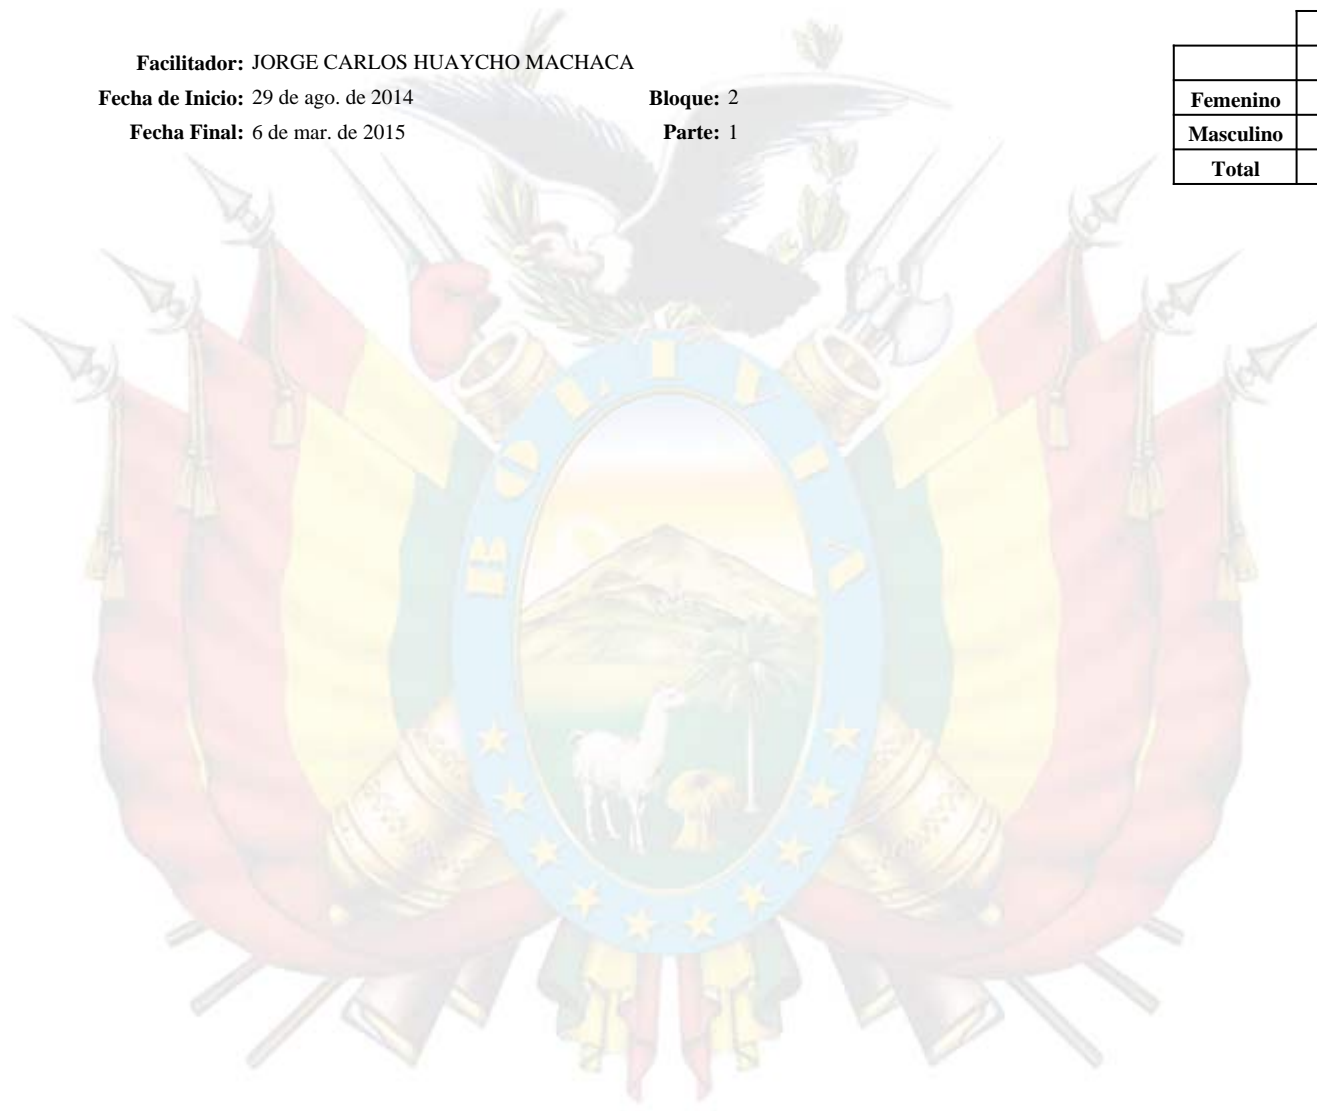 Facilitador: JORGE CARLOS HUAYCHO MACHACA
Fecha de Inicio: 29 de ago. de 2014 Bloque: 2
Fecha Final: 6 de mar. de 2015 Parte: 1
Femenino
Masculino
Total
BOLIVIA